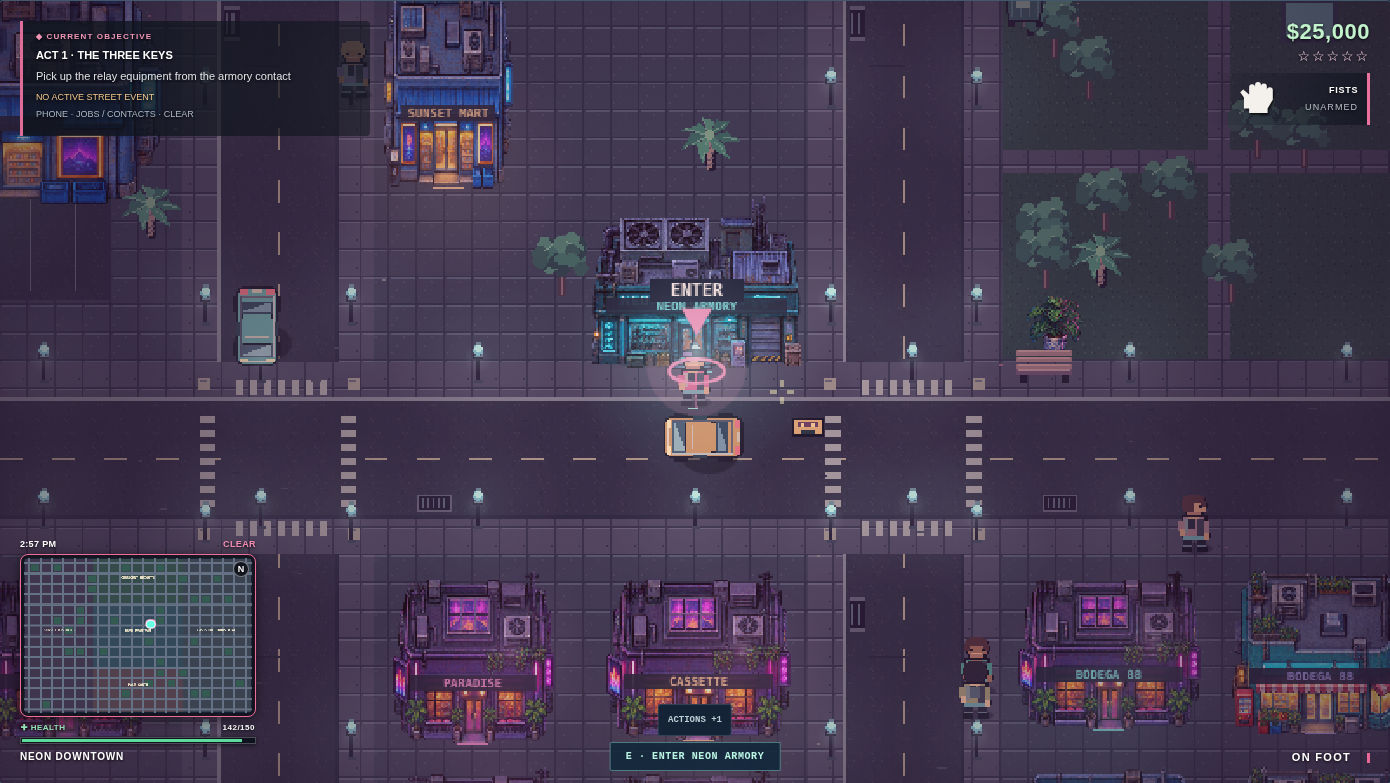 ◆ CURRENT OBJECTIVE
ACT 1 · THE THREE KEYS
Pick up the relay equipment from the armory contact
NO ACTIVE STREET EVENT
PHONE · JOBS / CONTACTS · CLEAR
$25,000
☆☆☆☆☆
FISTS
UNARMED
SUNSET MART
ENTER
NEON ARMORY
2:57 PM
CLEAR
N
HEALTH
142/150
NEON DOWNTOWN
PARADISE
CASSETTE
BODEGA 88
BODEGA 88
ACTIONS +1
E · ENTER NEON ARMORY
ON FOOT